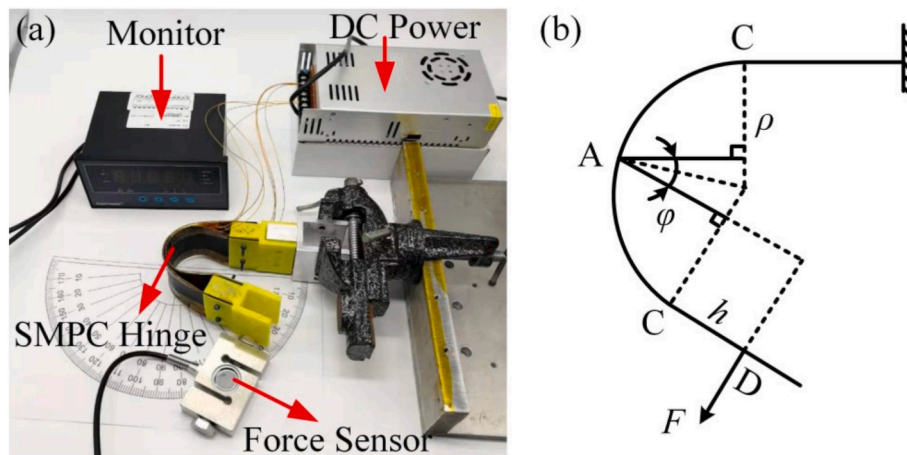 (a)
Monitor
DC Power
SMPC Hinge
Force Sensor
(b)
C
ρ
A
φ
C
h
D
F